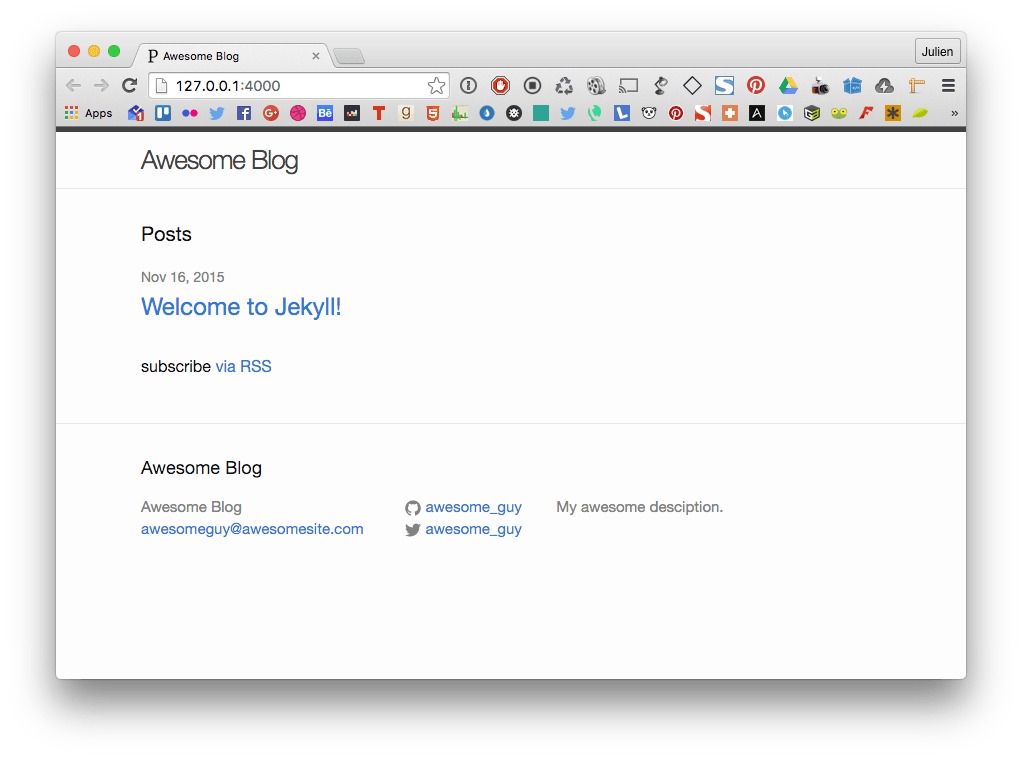 Awesome Blog
Julien
127.0.0.1:4000
Apps
Awesome Blog
Posts
Nov 16, 2015
Welcome to Jekyll!
subscribe via RSS
Awesome Blog
Awesome Blog
awesomeguy@awesomesite.com
awesome_guy
awesome_guy
My awesome desciption.